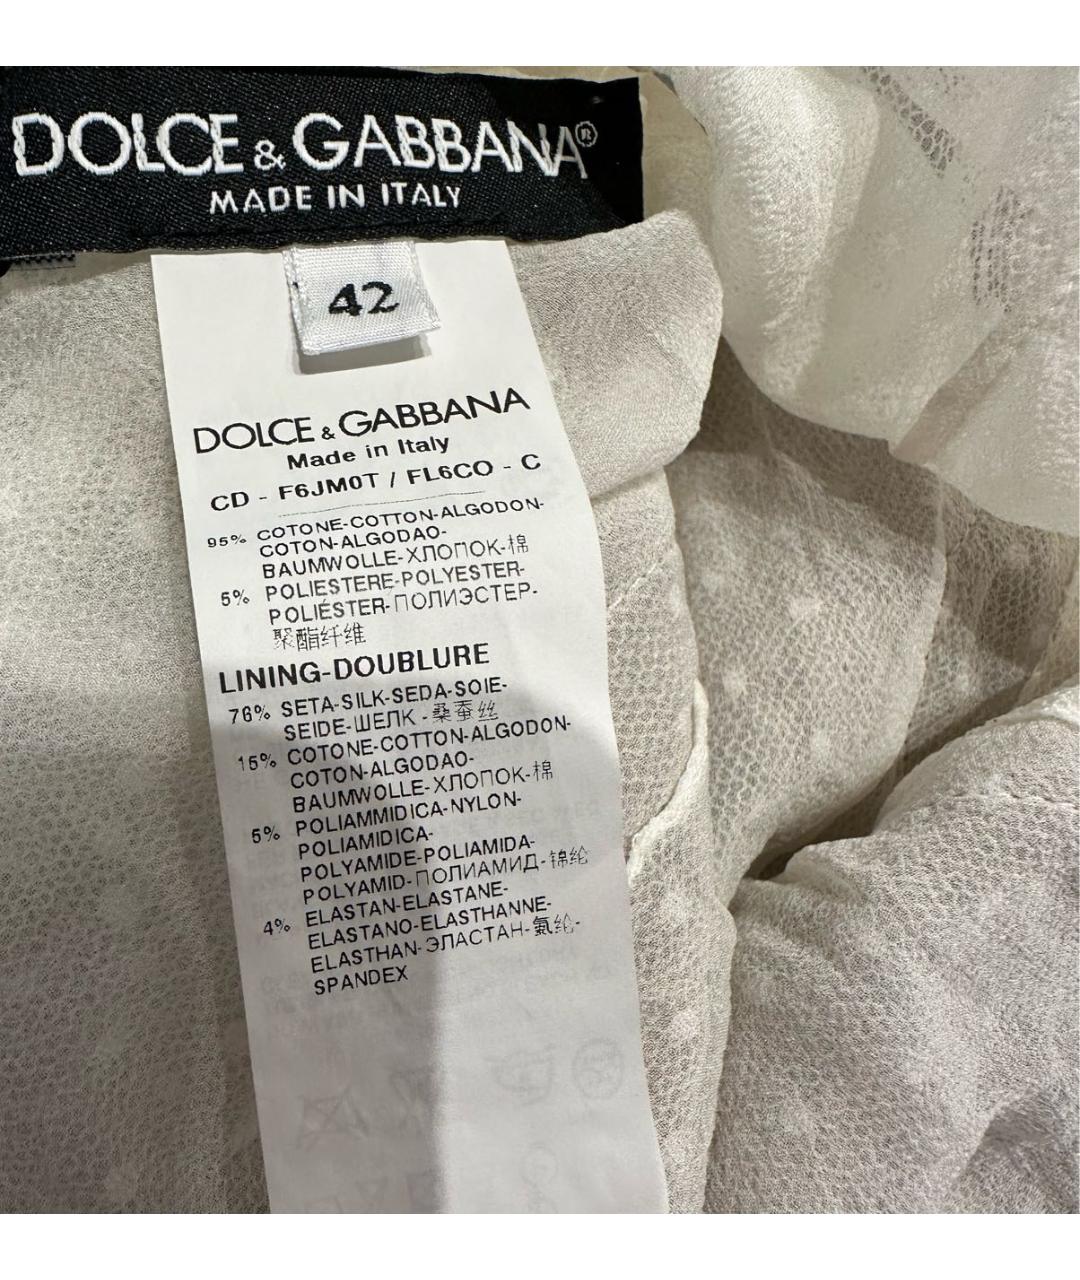 DOLCE & GABBANA®
MADE IN ITALY
42
DOLCE & GABBANA
Made in Italy
CD - F6JM0T / FL6CO - C
95% COTONE-COTTON-ALGODON-
COTON-ALGODAO-
BAUMWOLLE-ХЛОПОК-棉
5% POLIESTERE-POLYESTER-
POLIÉSTER-ПОЛИЭСТЕР-
聚酯纤维
LINING-DOUBLURE
76% SETA-SILK-SEDA-SOIE-
SEIDE-ШЕЛК -桑蚕丝
15% COTONE-COTTON-ALGODON-
COTON-ALGODAO-
BAUMWOLLE-ХЛОПОК-棉
5% POLIAMMIDICA-NYLON-
POLIAMIDICA-
POLYAMIDE-POLIAMIDA-
POLYAMID-ПОЛИАМИД-锦纶
4% ELASTAN-ELASTANE-
ELASTANO-ELASTHANNE-
ELASTHAN-ЭЛАСТАН-氨纶-
SPANDEX